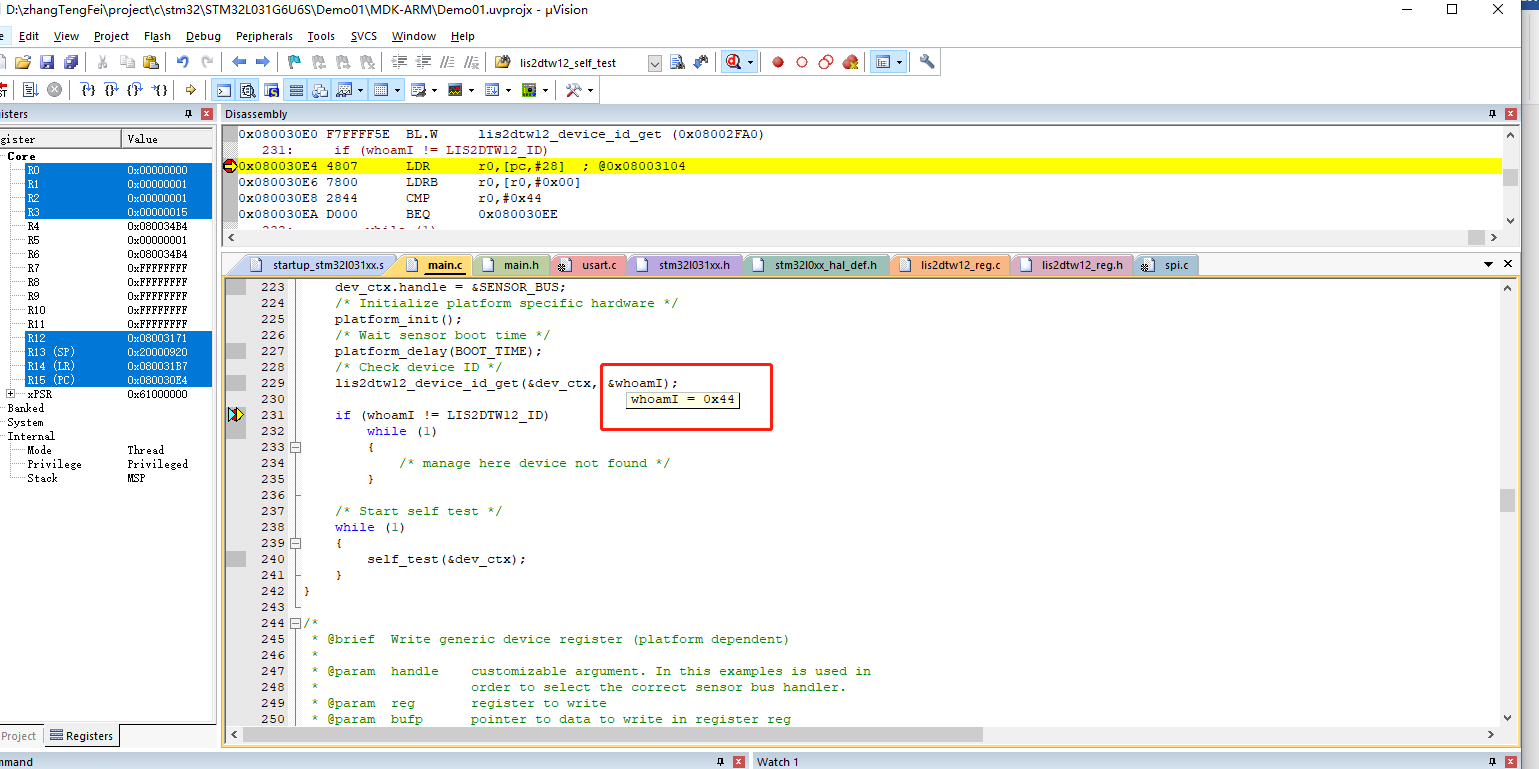 D:\zhangTengFei\project\c\stm32\STM32L031G6U6S\Demo01\MDK-ARM\Demo01.uvprojx - µVision
e Edit View Project Flash Debug Peripherals Tools SVCS Window Help
lis2dtw12_self_test
isters
gister Value
Core
R0 0x00000000
R1 0x00000001
R2 0x00000001
R3 0x00000015
R4 0x080034B4
R5 0x00000001
R6 0x080034B4
R7 0xFFFFFFFF
R8 0xFFFFFFFF
R9 0xFFFFFFFF
R10 0xFFFFFFFF
R11 0xFFFFFFFF
R12 0x08003171
R13 (SP) 0x20000920
R14 (LR) 0x080031B7
R15 (PC) 0x080030E4
xPSR 0x61000000
Banked
System
Internal
Mode Thread
Privilege Privileged
Stack MSP
Project Registers
Disassembly
0x080030E0 F7FFFF5E BL.W lis2dtw12_device_id_get (0x08002FA0)
231: if (whoamI != LIS2DTW12_ID)
0x080030E4 4807 LDR r0,[pc,#28] ; @0x08003104
0x080030E6 7800 LDRB r0,[r0,#0x00]
0x080030E8 2844 CMP r0,#0x44
0x080030EA D000 BEQ 0x080030EE
232: while (1)
startup_stm32l031xx.s main.c main.h usart.c stm32l031xx.h stm32l0xx_hal_def.h lis2dtw12_reg.c lis2dtw12_reg.h spi.c
223 dev_ctx.handle = &SENSOR_BUS;
224 /* Initialize platform specific hardware */
225 platform_init();
226 /* Wait sensor boot time */
227 platform_delay(BOOT_TIME);
228 /* Check device ID */
229 lis2dtw12_device_id_get(&dev_ctx, &whoamI);
230 whoamI = 0x44
231 if (whoamI != LIS2DTW12_ID)
232 while (1)
233 {
234 /* manage here device not found */
235 }
236
237 /* Start self test */
238 while (1)
239 {
240 self_test(&dev_ctx);
241 }
242 }
243
244 /*
245 * @brief Write generic device register (platform dependent)
246 *
247 * @param handle customizable argument. In this examples is used in
248 * order to select the correct sensor bus handler.
249 * @param reg register to write
250 * @param bufp pointer to data to write in register reg
mmand
Watch 1